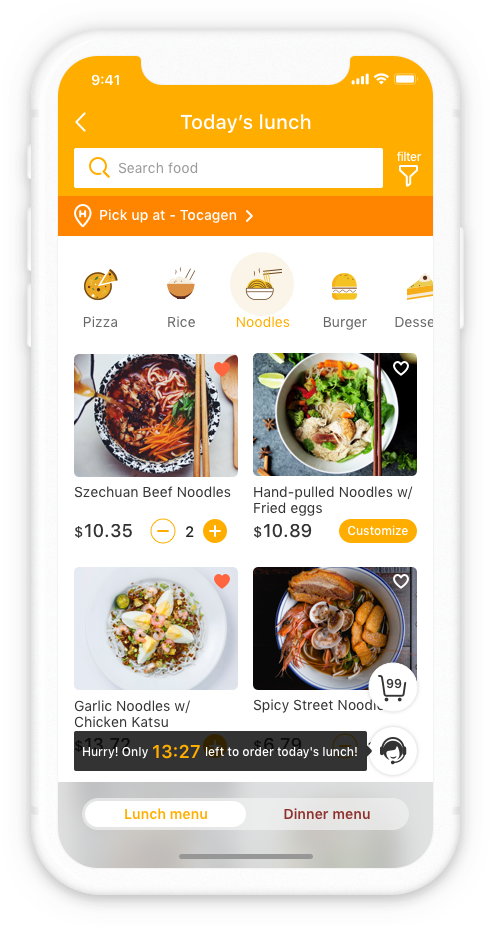 9:41
Today's lunch
Search food
filter
H
Pick up at - Tocagen
Pizza
Rice
Noodles
Burger
Desse
Szechuan Beef Noodles
Hand-pulled Noodles w/
Fried eggs
$10.35
2
$10.89
Customize
Garlic Noodles w/
Chicken Katsu
Spicy Street Noodle
99
Hurry! Only 13:27 left to order today's lunch!
Lunch menu
Dinner menu